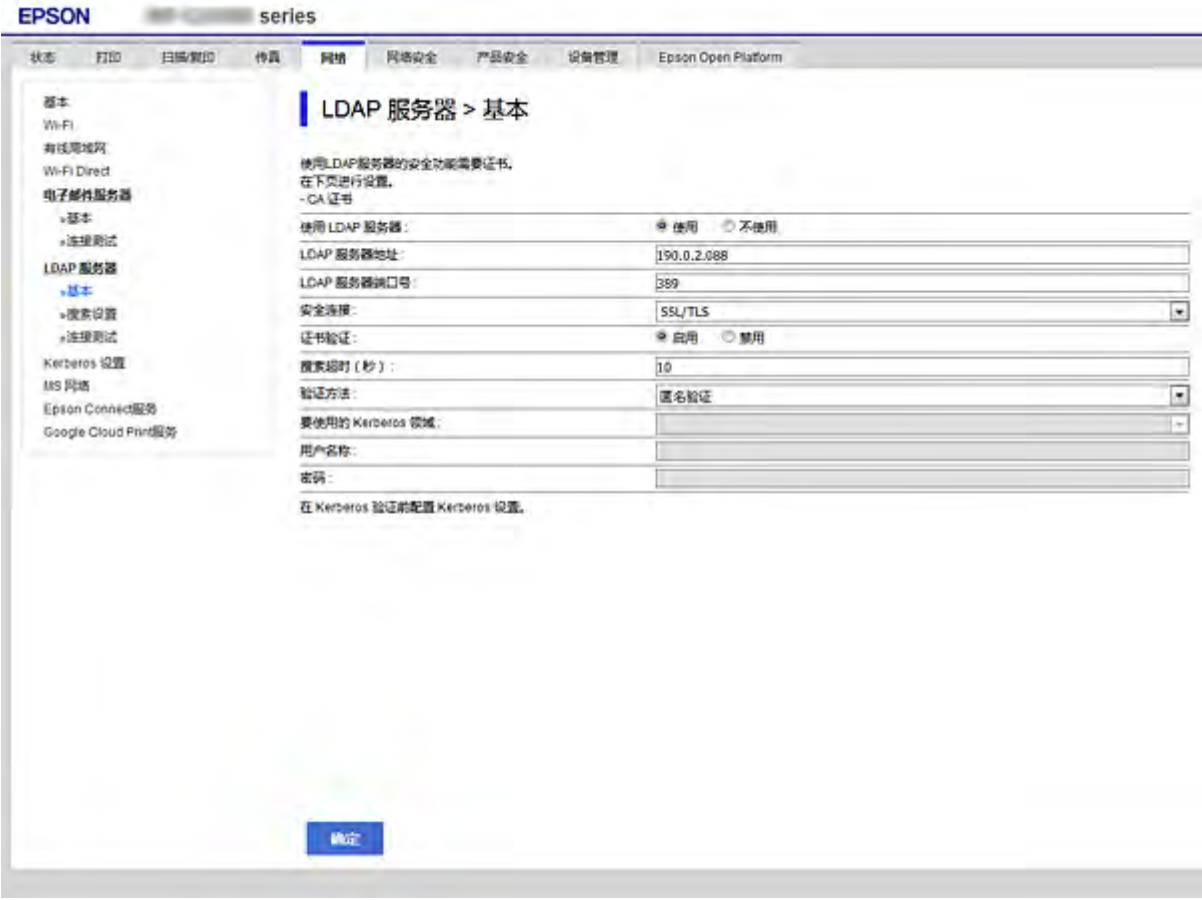 EPSON series
状态 打印 扫描/复印 传真 网络 网络安全 产品安全 设备管理 Epson Open Platform
基本
Wi-Fi
有线局域网
Wi-Fi Direct
电子邮件服务器
»基本
»连接测试
LDAP 服务器
»基本
»搜索设置
»连接测试
Kerberos 设置
MS 网络
Epson Connect服务
Google Cloud Print服务
LDAP 服务器 > 基本
使用LDAP服务器的安全功能需要证书。
在下页进行设置。
- CA 证书
使用 LDAP 服务器 : 使用 不使用
LDAP 服务器地址 : 190.0.2.088
LDAP 服务器端口号 : 389
安全连接 : SSL/TLS
证书验证 : 启用 禁用
搜索超时 ( 秒 ) : 10
验证方法 : 匿名验证
要使用的 Kerberos 领域 :
用户名称 :
密码 :
在 Kerberos 验证前配置 Kerberos 设置。
确定